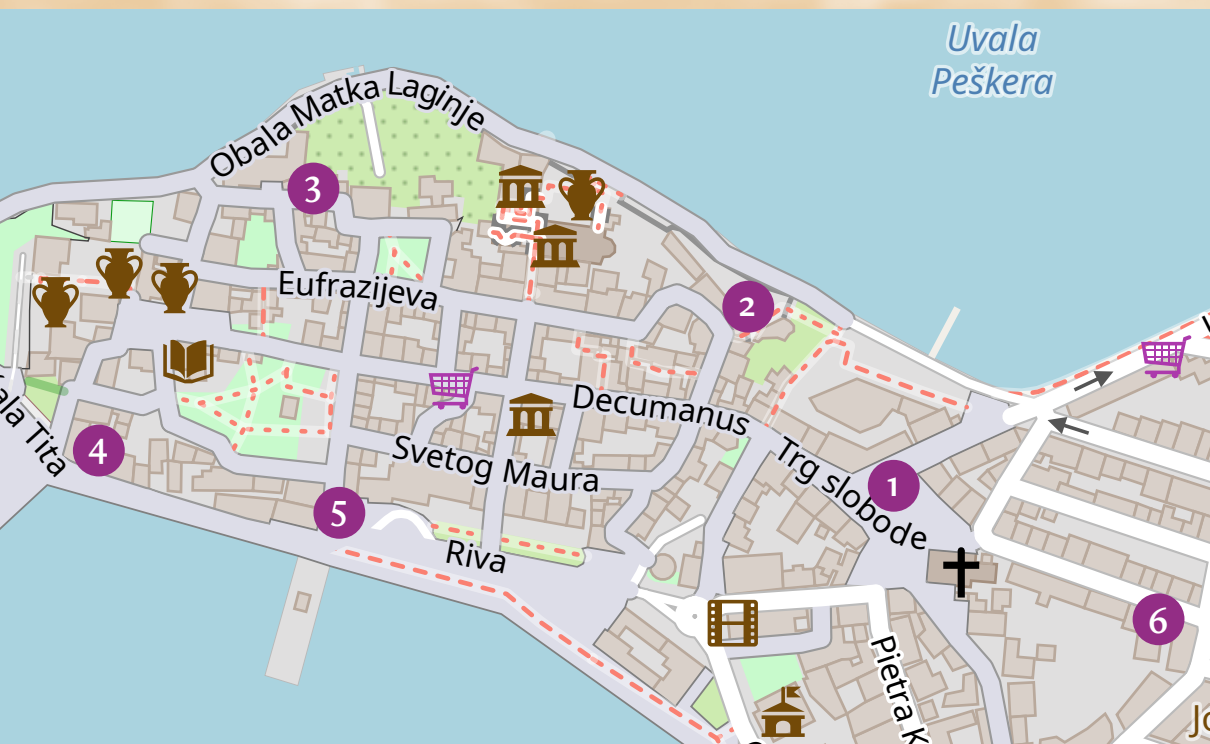 Uvala
Peškera
Obala Matka Laginje
3
Eufrazijeva
2
Decumanus
Svetog Maura
ala Tita
4
Trg slobode
1
5
Riva
6
Pietra K
Jo